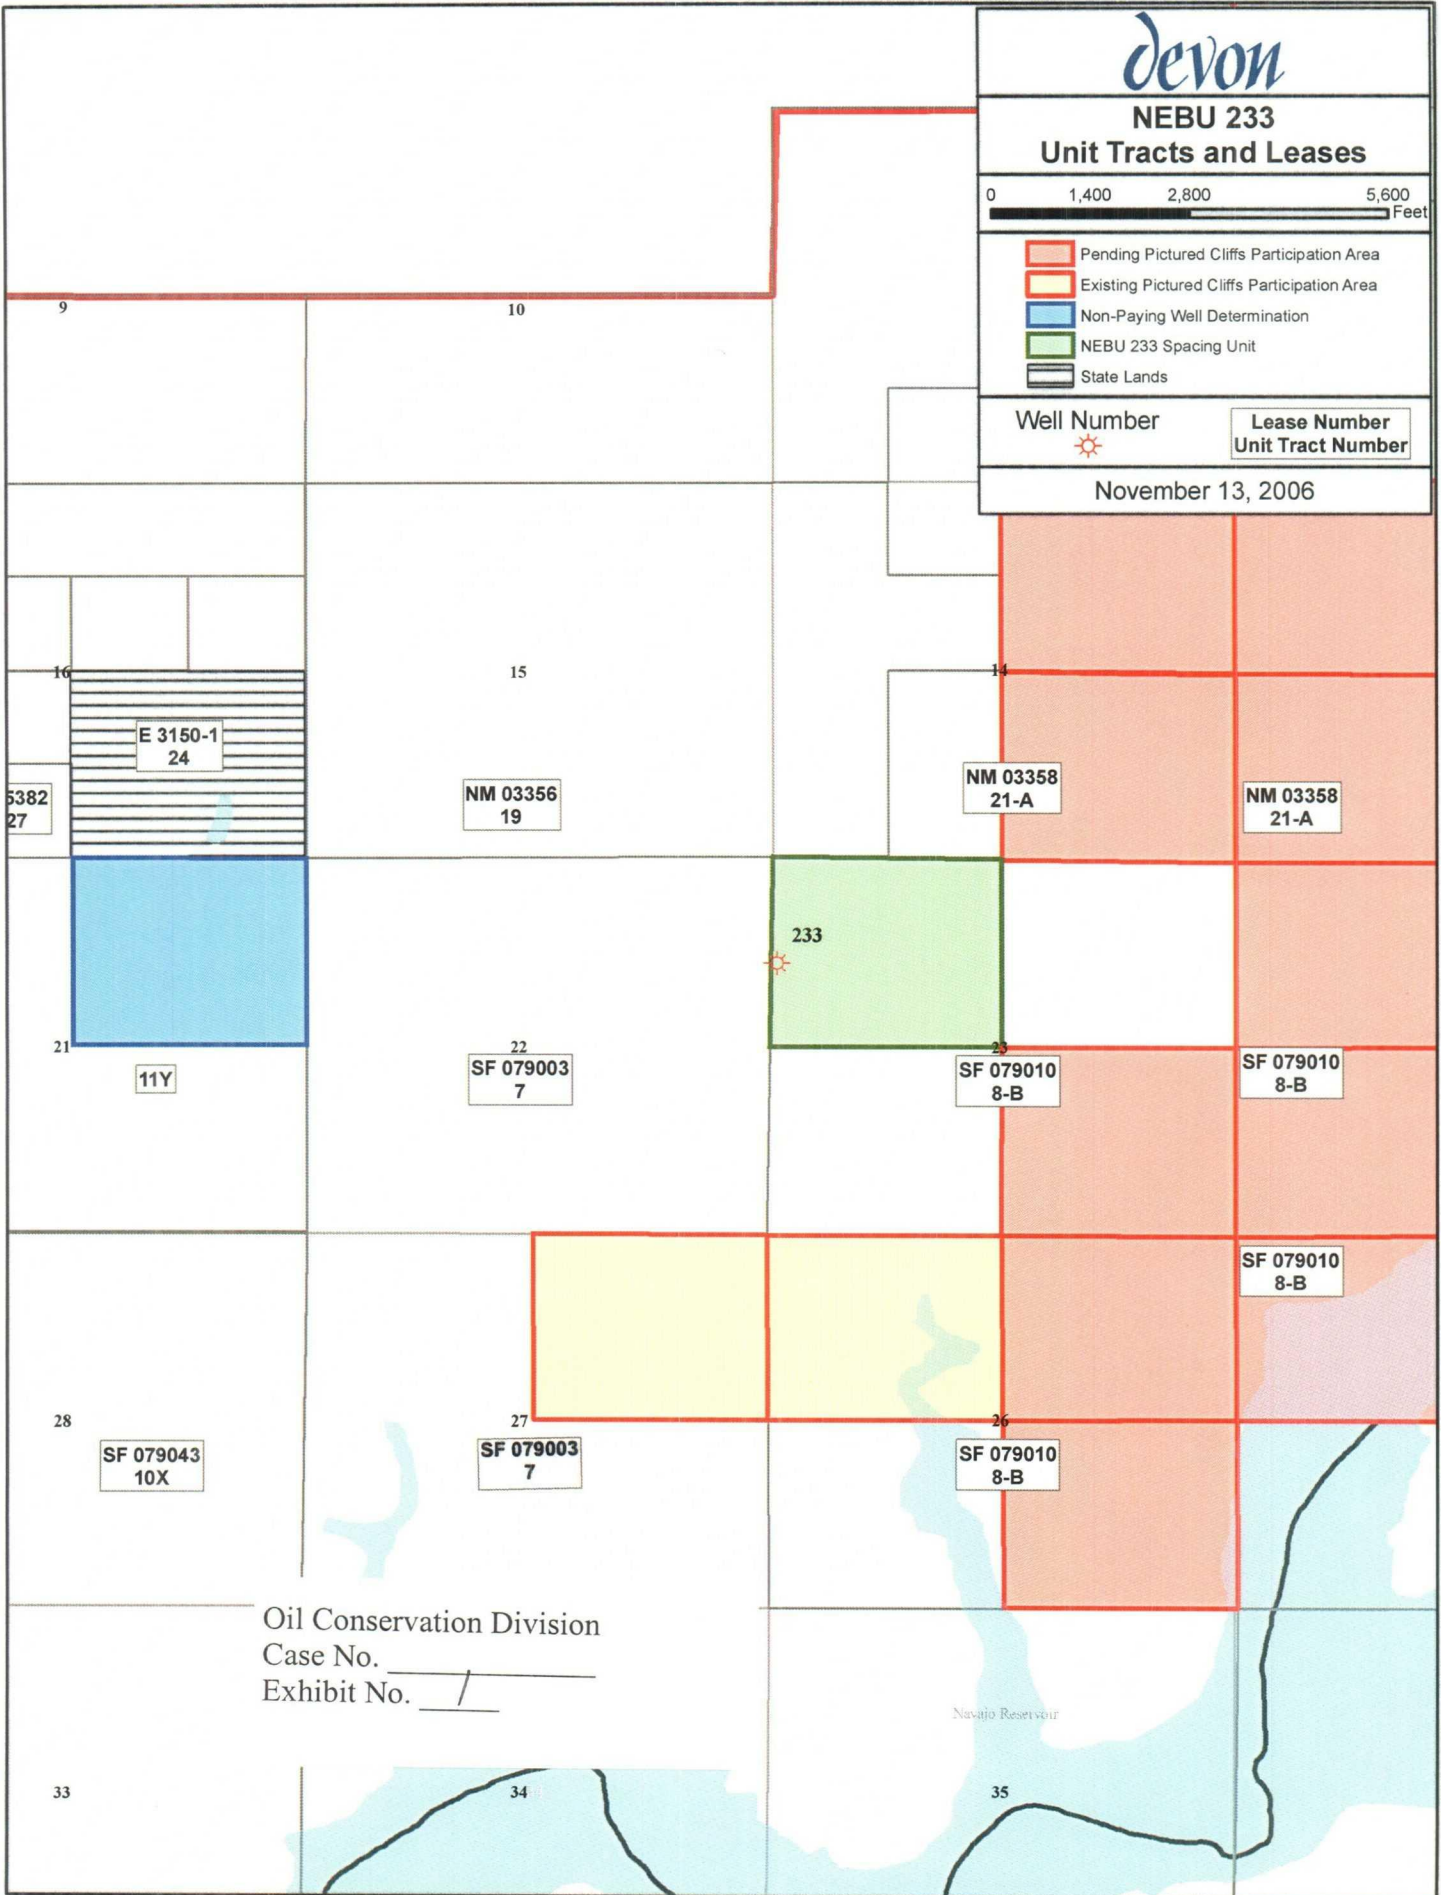 devon
NEBU 233
Unit Tracts and Leases
0 1,400 2,800 5,600
Feet
Pending Pictured Cliffs Participation Area
Existing Pictured Cliffs Participation Area
Non-Paying Well Determination
NEBU 233 Spacing Unit
State Lands
Well Number
Lease Number
Unit Tract Number
November 13, 2006
9
10
16
15
14
E 3150-1
24
5382
27
NM 03356
19
NM 03358
21-A
NM 03358
21-A
233
21
22
23
11Y
SF 079003
7
SF 079010
8-B
SF 079010
8-B
SF 079010
8-B
28
27
26
SF 079043
10X
SF 079003
7
SF 079010
8-B
Oil Conservation Division
Case No.
Exhibit No. 1
Navajo Reservoir
33
34
35